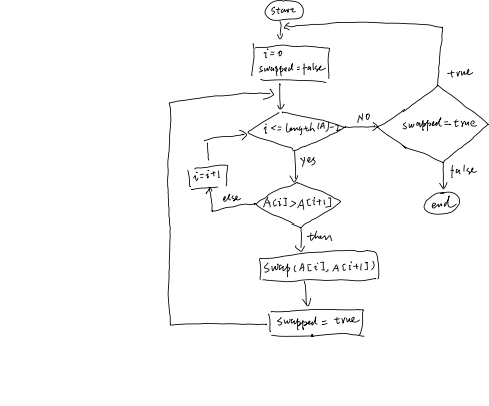 start
i=0
swapped=false
i <= length(A)-1
NO
swapped=true
true
false
end
yes
i=i+1
else
A[i]>A[i+1]
then
Swap(A[i], A[i+1])
swapped = true